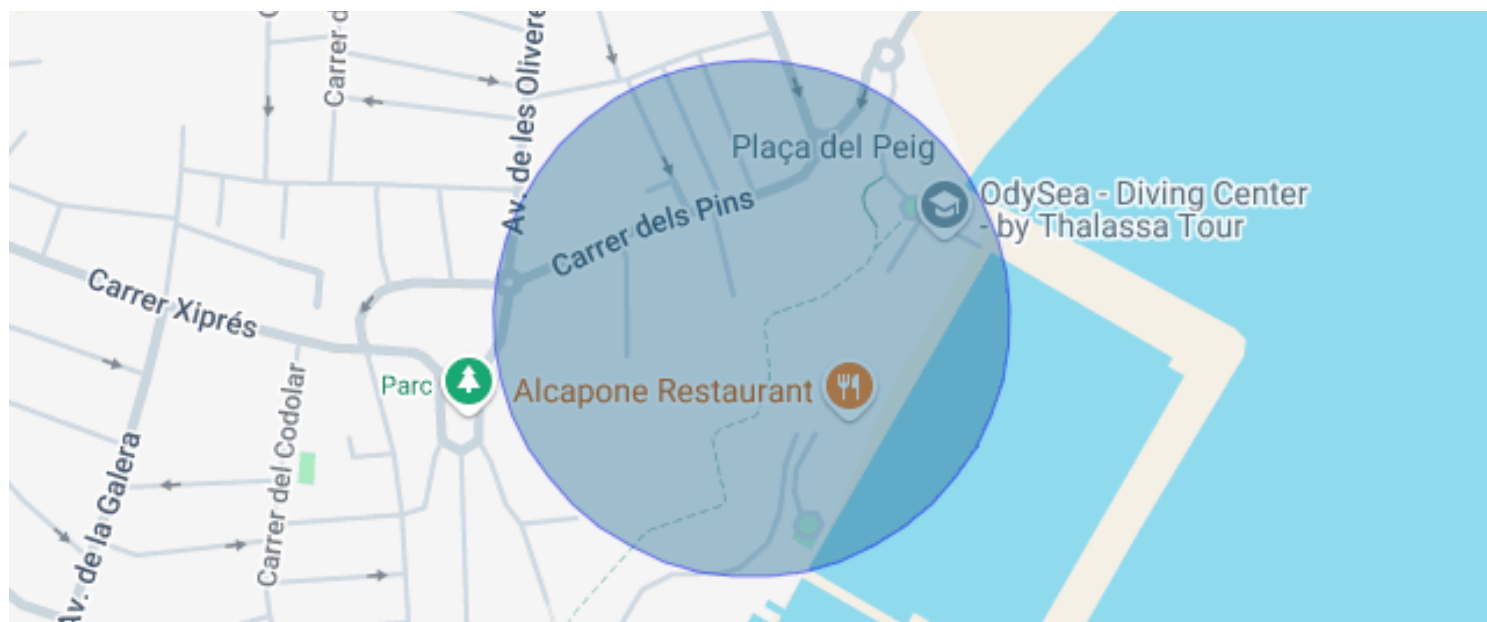 Carrer d
Av. de les Olivere
Plaça del Peig
OdySea - Diving Center
- by Thalassa Tour
Carrer dels Pins
Carrer Xiprés
Parc
Alcapone Restaurant
Carrer del Codolar
Av. de la Galera